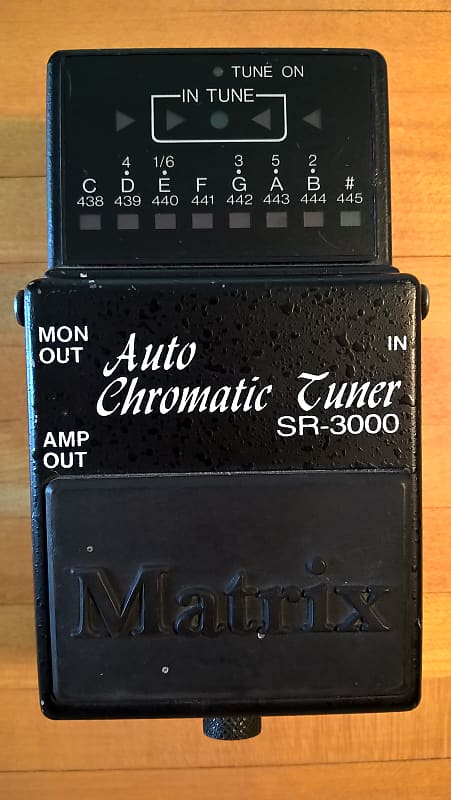 TUNE ON
IN TUNE
4 1/6 3 5 2
C D E F G A B #
438 439 440 441 442 443 444 445
MON
OUT
IN
Auto
Chromatic Tuner
SR-3000
AMP
OUT
Matrix